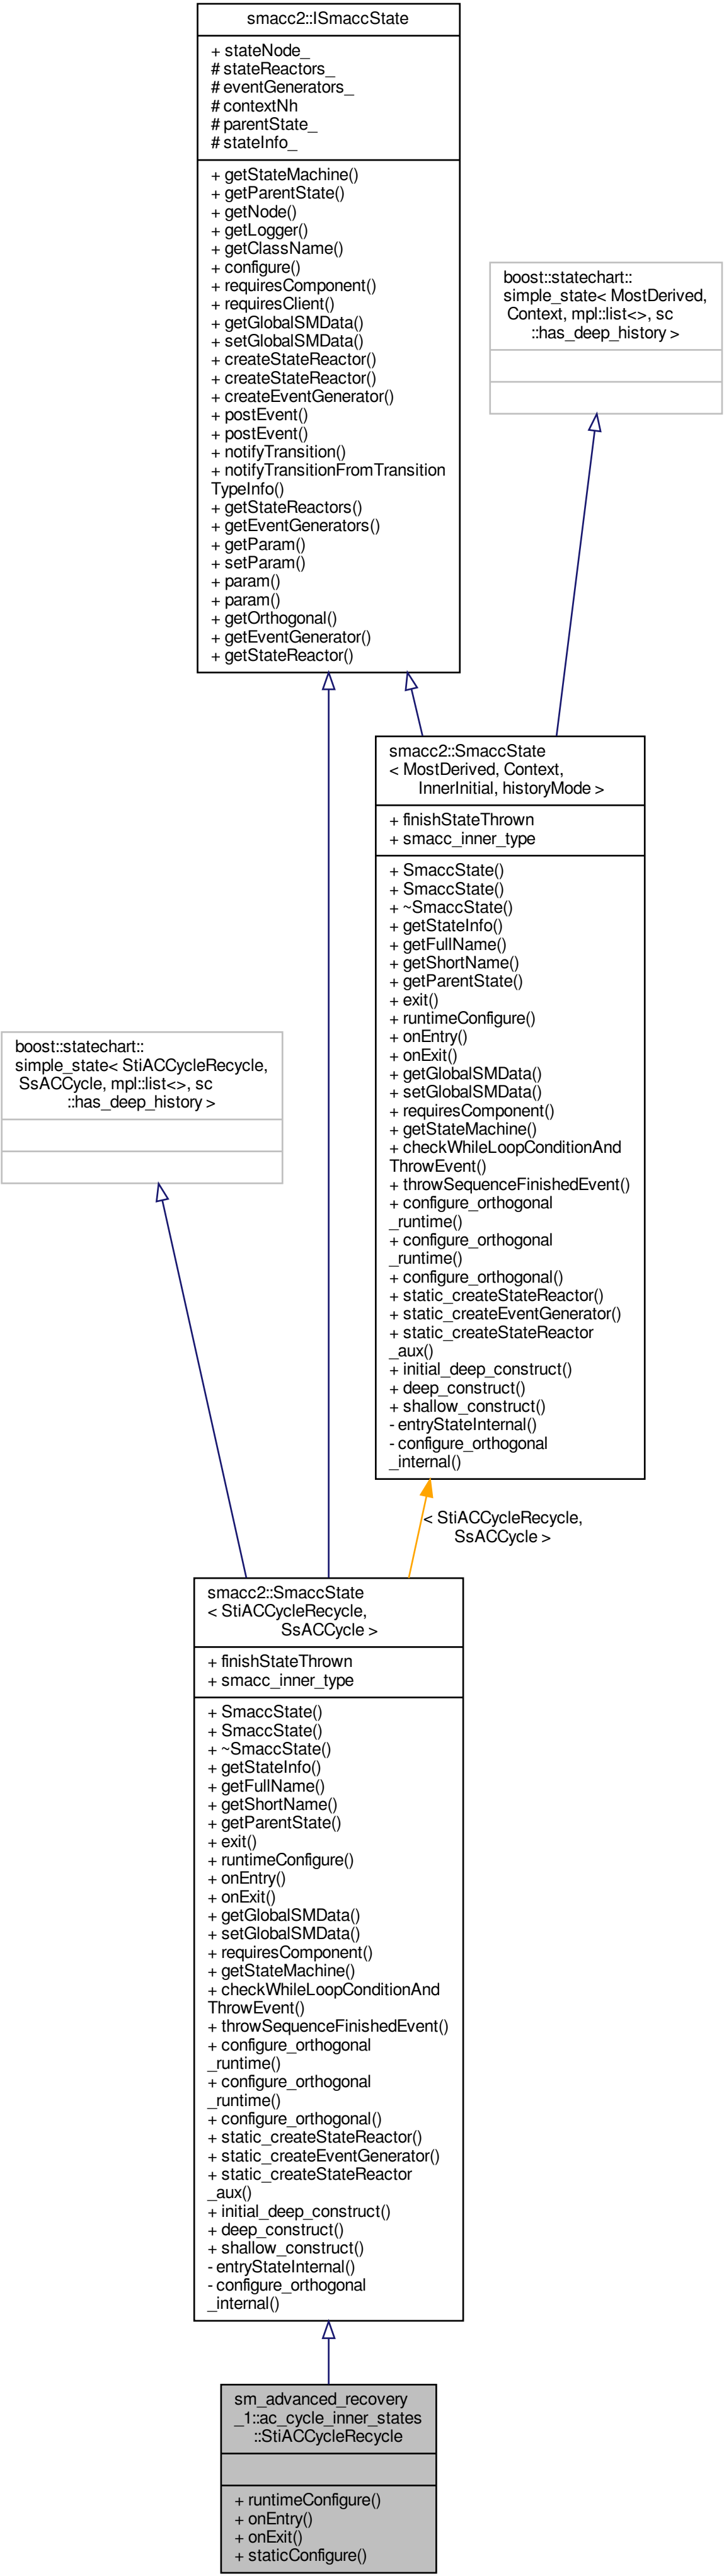 smacc2::ISmaccState
+ stateNode_
# stateReactors_
# eventGenerators_
# contextNh
# parentState_
# stateInfo_
+ getStateMachine()
+ getParentState()
+ getNode()
+ getLogger()
+ getClassName()
+ configure()
+ requiresComponent()
+ requiresClient()
+ getGlobalSMData()
+ setGlobalSMData()
+ createStateReactor()
+ createStateReactor()
+ createEventGenerator()
+ postEvent()
+ postEvent()
+ notifyTransition()
+ notifyTransitionFromTransition
TypeInfo()
+ getStateReactors()
+ getEventGenerators()
+ getParam()
+ setParam()
+ param()
+ param()
+ getOrthogonal()
+ getEventGenerator()
+ getStateReactor()
boost::statechart::
simple_state< MostDerived,
Context, mpl::list<>, sc
::has_deep_history >
smacc2::SmaccState
< MostDerived, Context,
InnerInitial, historyMode >
+ finishStateThrown
+ smacc_inner_type
+ SmaccState()
+ SmaccState()
+ ~SmaccState()
+ getStateInfo()
+ getFullName()
+ getShortName()
+ getParentState()
+ exit()
+ runtimeConfigure()
+ onEntry()
+ onExit()
+ getGlobalSMData()
+ setGlobalSMData()
+ requiresComponent()
+ getStateMachine()
+ checkWhileLoopConditionAnd
ThrowEvent()
+ throwSequenceFinishedEvent()
+ configure_orthogonal
_runtime()
+ configure_orthogonal
_runtime()
+ configure_orthogonal()
+ static_createStateReactor()
+ static_createEventGenerator()
+ static_createStateReactor
_aux()
+ initial_deep_construct()
+ deep_construct()
+ shallow_construct()
- entryStateInternal()
- configure_orthogonal
_internal()
boost::statechart::
simple_state< StiACCycleRecycle,
SsACCycle, mpl::list<>, sc
::has_deep_history >
< StiACCycleRecycle,
SsACCycle >
smacc2::SmaccState
< StiACCycleRecycle,
SsACCycle >
+ finishStateThrown
+ smacc_inner_type
+ SmaccState()
+ SmaccState()
+ ~SmaccState()
+ getStateInfo()
+ getFullName()
+ getShortName()
+ getParentState()
+ exit()
+ runtimeConfigure()
+ onEntry()
+ onExit()
+ getGlobalSMData()
+ setGlobalSMData()
+ requiresComponent()
+ getStateMachine()
+ checkWhileLoopConditionAnd
ThrowEvent()
+ throwSequenceFinishedEvent()
+ configure_orthogonal
_runtime()
+ configure_orthogonal
_runtime()
+ configure_orthogonal()
+ static_createStateReactor()
+ static_createEventGenerator()
+ static_createStateReactor
_aux()
+ initial_deep_construct()
+ deep_construct()
+ shallow_construct()
- entryStateInternal()
- configure_orthogonal
_internal()
sm_advanced_recovery
_1::ac_cycle_inner_states
::StiACCycleRecycle
+ runtimeConfigure()
+ onEntry()
+ onExit()
+ staticConfigure()